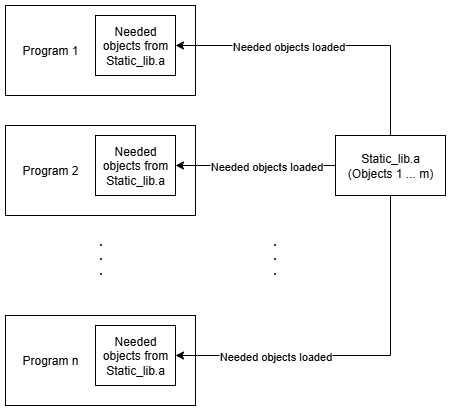 Program 1
Needed
objects from
Static_lib.a
Needed objects loaded
Program 2
Needed
objects from
Static_lib.a
Needed objects loaded
Static_lib.a
(Objects 1 ... m)
Program n
Needed
objects from
Static_lib.a
Needed objects loaded